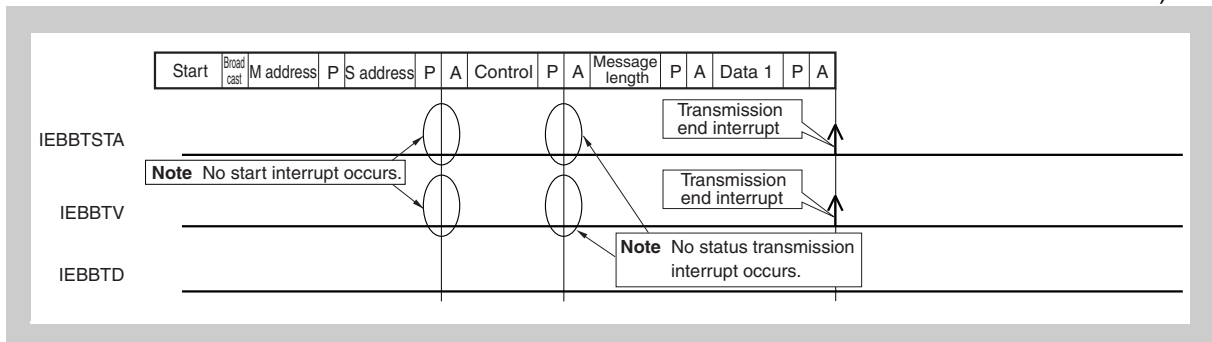 Start Broad cast M address P S address P A Control P A Message length P A Data 1 P A
Transmission
end interrupt
IEBBTSTA
Note No start interrupt occurs.
Transmission
end interrupt
IEBBTV
Note No status transmission
interrupt occurs.
IEBBTD